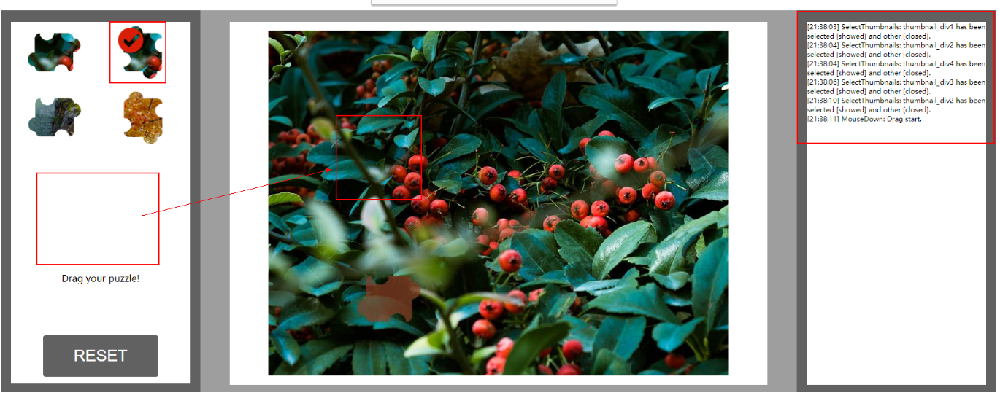 Drag your puzzle!
RESET
[21:38:03] SelectThumbnails: thumbnail_div1 has been
selected [showed] and other [closed].
[21:38:04] SelectThumbnails: thumbnail_div2 has been
selected [showed] and other [closed].
[21:38:04] SelectThumbnails: thumbnail_div4 has been
selected [showed] and other [closed].
[21:38:06] SelectThumbnails: thumbnail_div3 has been
selected [showed] and other [closed].
[21:38:10] SelectThumbnails: thumbnail_div2 has been
selected [showed] and other [closed].
[21:38:11] MouseDown: Drag start.